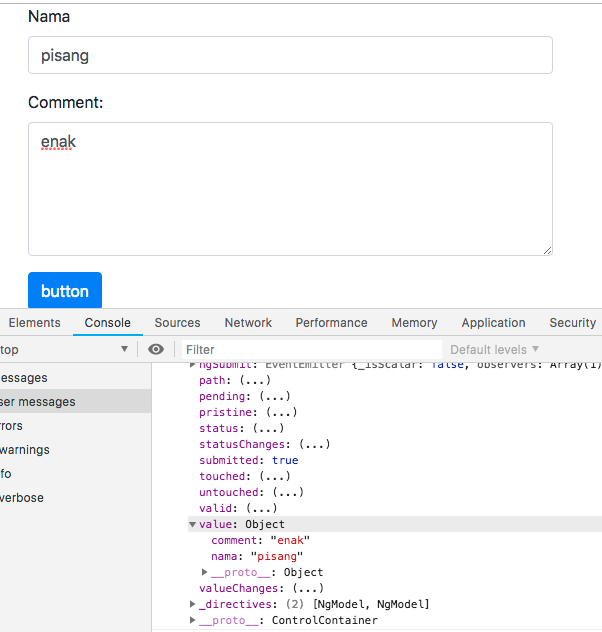 Nama
pisang
Comment:
enak
button
Elements Console Sources Network Performance Memory Application Security
top ▼ Filter Default levels ▼
essages
ser messages
rrors
warnings
fo
verbose
▶ngSubmit: EventEmitter {_isScalar: false, observers: Array(1)
path: (...)
pending: (...)
pristine: (...)
status: (...)
statusChanges: (...)
submitted: true
touched: (...)
untouched: (...)
valid: (...)
▼value: Object
comment: "enak"
nama: "pisang"
▶__proto__: Object
valueChanges: (...)
▶_directives: (2) [NgModel, NgModel]
▶__proto__: ControlContainer